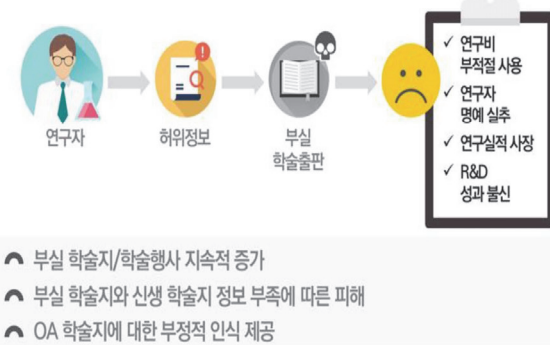 연구자
허위정보
부실
학술출판
✓ 연구비
부적절 사용
✓ 연구자
명예 실추
✓ 연구실적 사장
✓ R&D
성과 불신
부실 학술지/학술행사 지속적 증가
부실 학술지와 신생 학술지 정보 부족에 따른 피해
OA 학술지에 대한 부정적 인식 제공